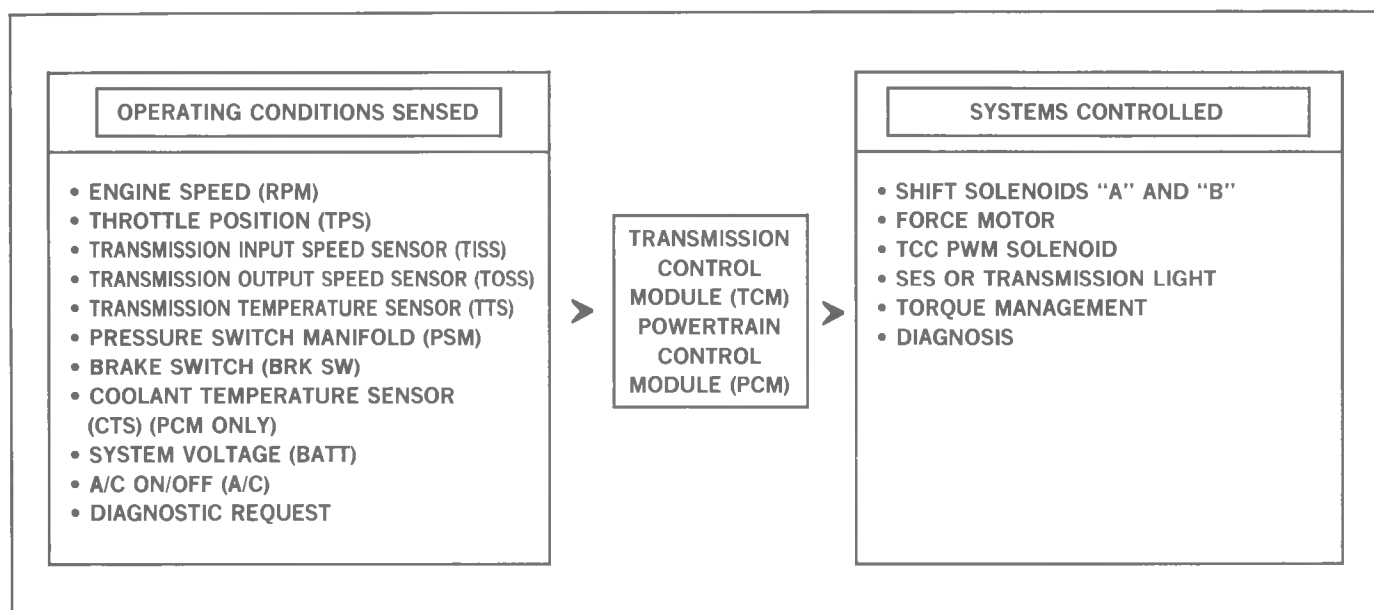 OPERATING CONDITIONS SENSED
• ENGINE SPEED (RPM)
• THROTTLE POSITION (TPS)
• TRANSMISSION INPUT SPEED SENSOR (TISS)
• TRANSMISSION OUTPUT SPEED SENSOR (TOSS)
• TRANSMISSION TEMPERATURE SENSOR (TTS)
• PRESSURE SWITCH MANIFOLD (PSM)
• BRAKE SWITCH (BRK SW)
• COOLANT TEMPERATURE SENSOR
(CTS) (PCM ONLY)
• SYSTEM VOLTAGE (BATT)
• A/C ON/OFF (A/C)
• DIAGNOSTIC REQUEST
TRANSMISSION
CONTROL
MODULE (TCM)
POWERTRAIN
CONTROL
MODULE (PCM)
SYSTEMS CONTROLLED
• SHIFT SOLENOIDS “A” AND “B”
• FORCE MOTOR
• TCC PWM SOLENOID
• SES OR TRANSMISSION LIGHT
• TORQUE MANAGEMENT
• DIAGNOSIS